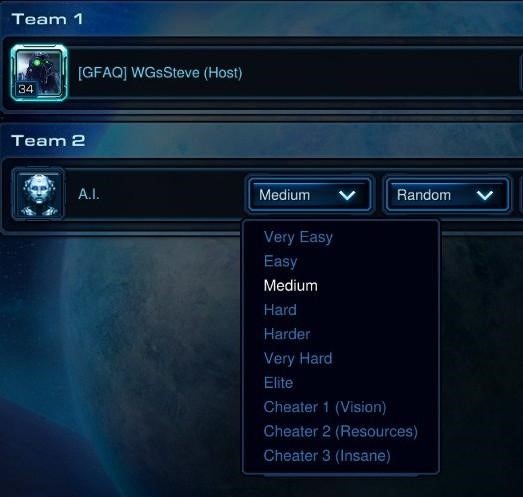 Team 1
34
[GFAQ] WGsSteve (Host)
Team 2
A.I.
Medium
Random
Very Easy
Easy
Medium
Hard
Harder
Very Hard
Elite
Cheater 1 (Vision)
Cheater 2 (Resources)
Cheater 3 (Insane)